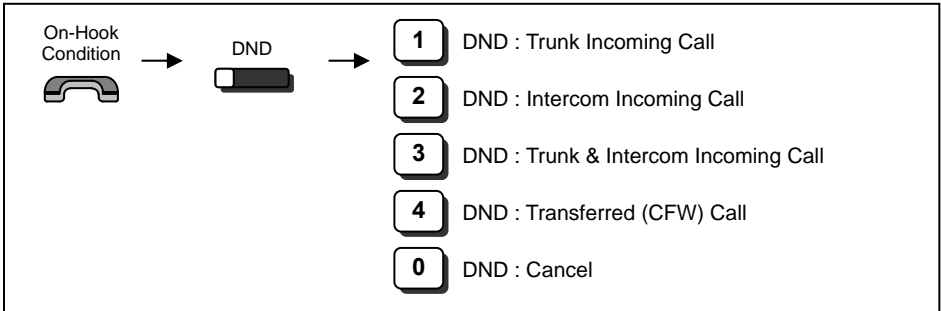 On-Hook
Condition
DND
1 DND : Trunk Incoming Call
2 DND : Intercom Incoming Call
3 DND : Trunk & Intercom Incoming Call
4 DND : Transferred (CFW) Call
0 DND : Cancel